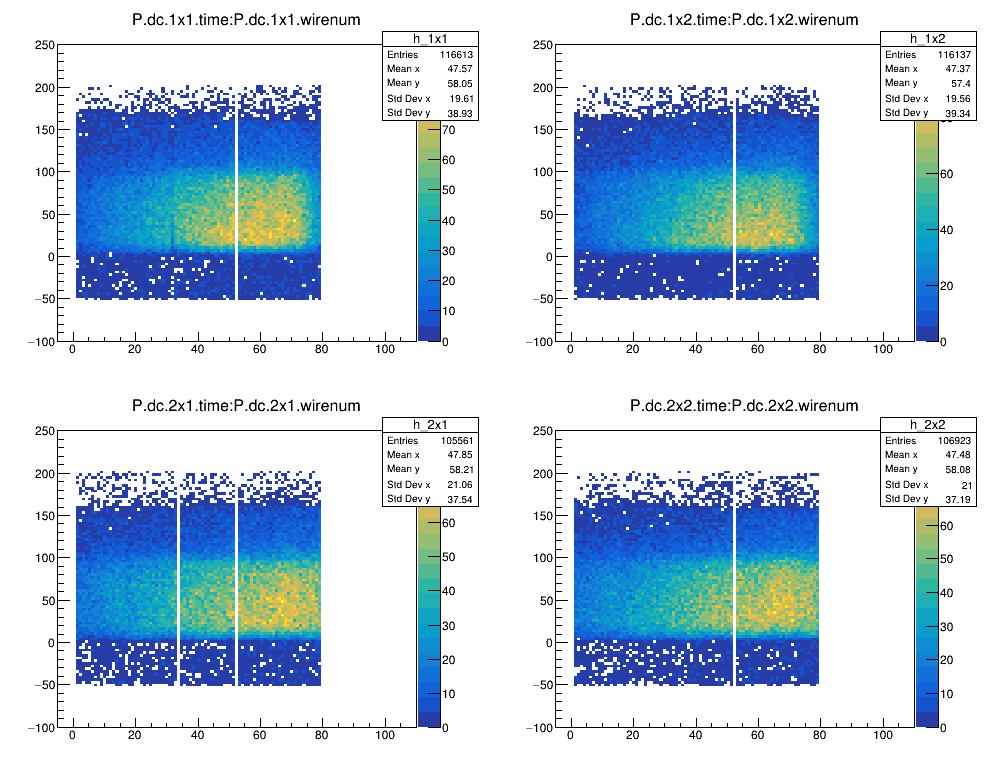 P.dc.1x1.time:P.dc.1x1.wirenum
h_1x1
Entries 116613
Mean x 47.57
Mean y 58.05
Std Dev x 19.61
Std Dev y 38.93
250
200
150
100
50
0
−50
−100
0 20 40 60 80 100
70
60
50
40
30
20
10
0
P.dc.1x2.time:P.dc.1x2.wirenum
h_1x2
Entries 116137
Mean x 47.37
Mean y 57.4
Std Dev x 19.56
Std Dev y 39.34
250
200
150
100
50
0
−50
−100
0 20 40 60 80 100
60
40
20
0
P.dc.2x1.time:P.dc.2x1.wirenum
h_2x1
Entries 105561
Mean x 47.85
Mean y 58.21
Std Dev x 21.06
Std Dev y 37.54
250
200
150
100
50
0
−50
−100
0 20 40 60 80 100
60
50
40
30
20
10
0
P.dc.2x2.time:P.dc.2x2.wirenum
h_2x2
Entries 106923
Mean x 47.48
Mean y 58.08
Std Dev x 21
Std Dev y 37.19
250
200
150
100
50
0
−50
−100
0 20 40 60 80 100
60
50
40
30
20
10
0